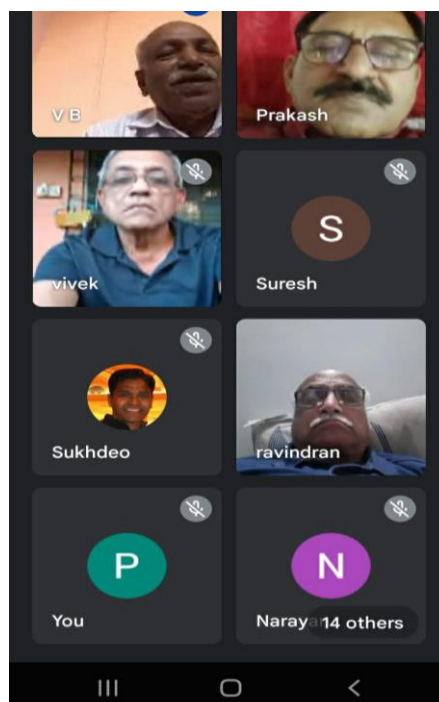 V B
Prakash
vivek
S
Suresh
Sukhdeo
ravindran
P
You
N
14 others